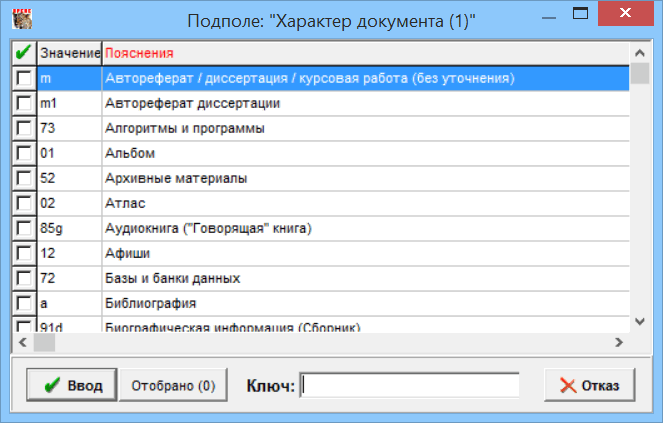 Подполе: "Характер документа (1)"
Значение Пояснения
m Автореферат / диссертация / курсовая работа (без уточнения)
m1 Автореферат диссертации
73 Алгоритмы и программы
01 Альбом
52 Архивные материалы
02 Атлас
85g Аудиокнига ("Говорящая" книга)
12 Афиши
72 Базы и банки данных
a Библиография
91d Биографическая информация (Сборник)
Ввод Отобрано (0) Ключ: Отказ